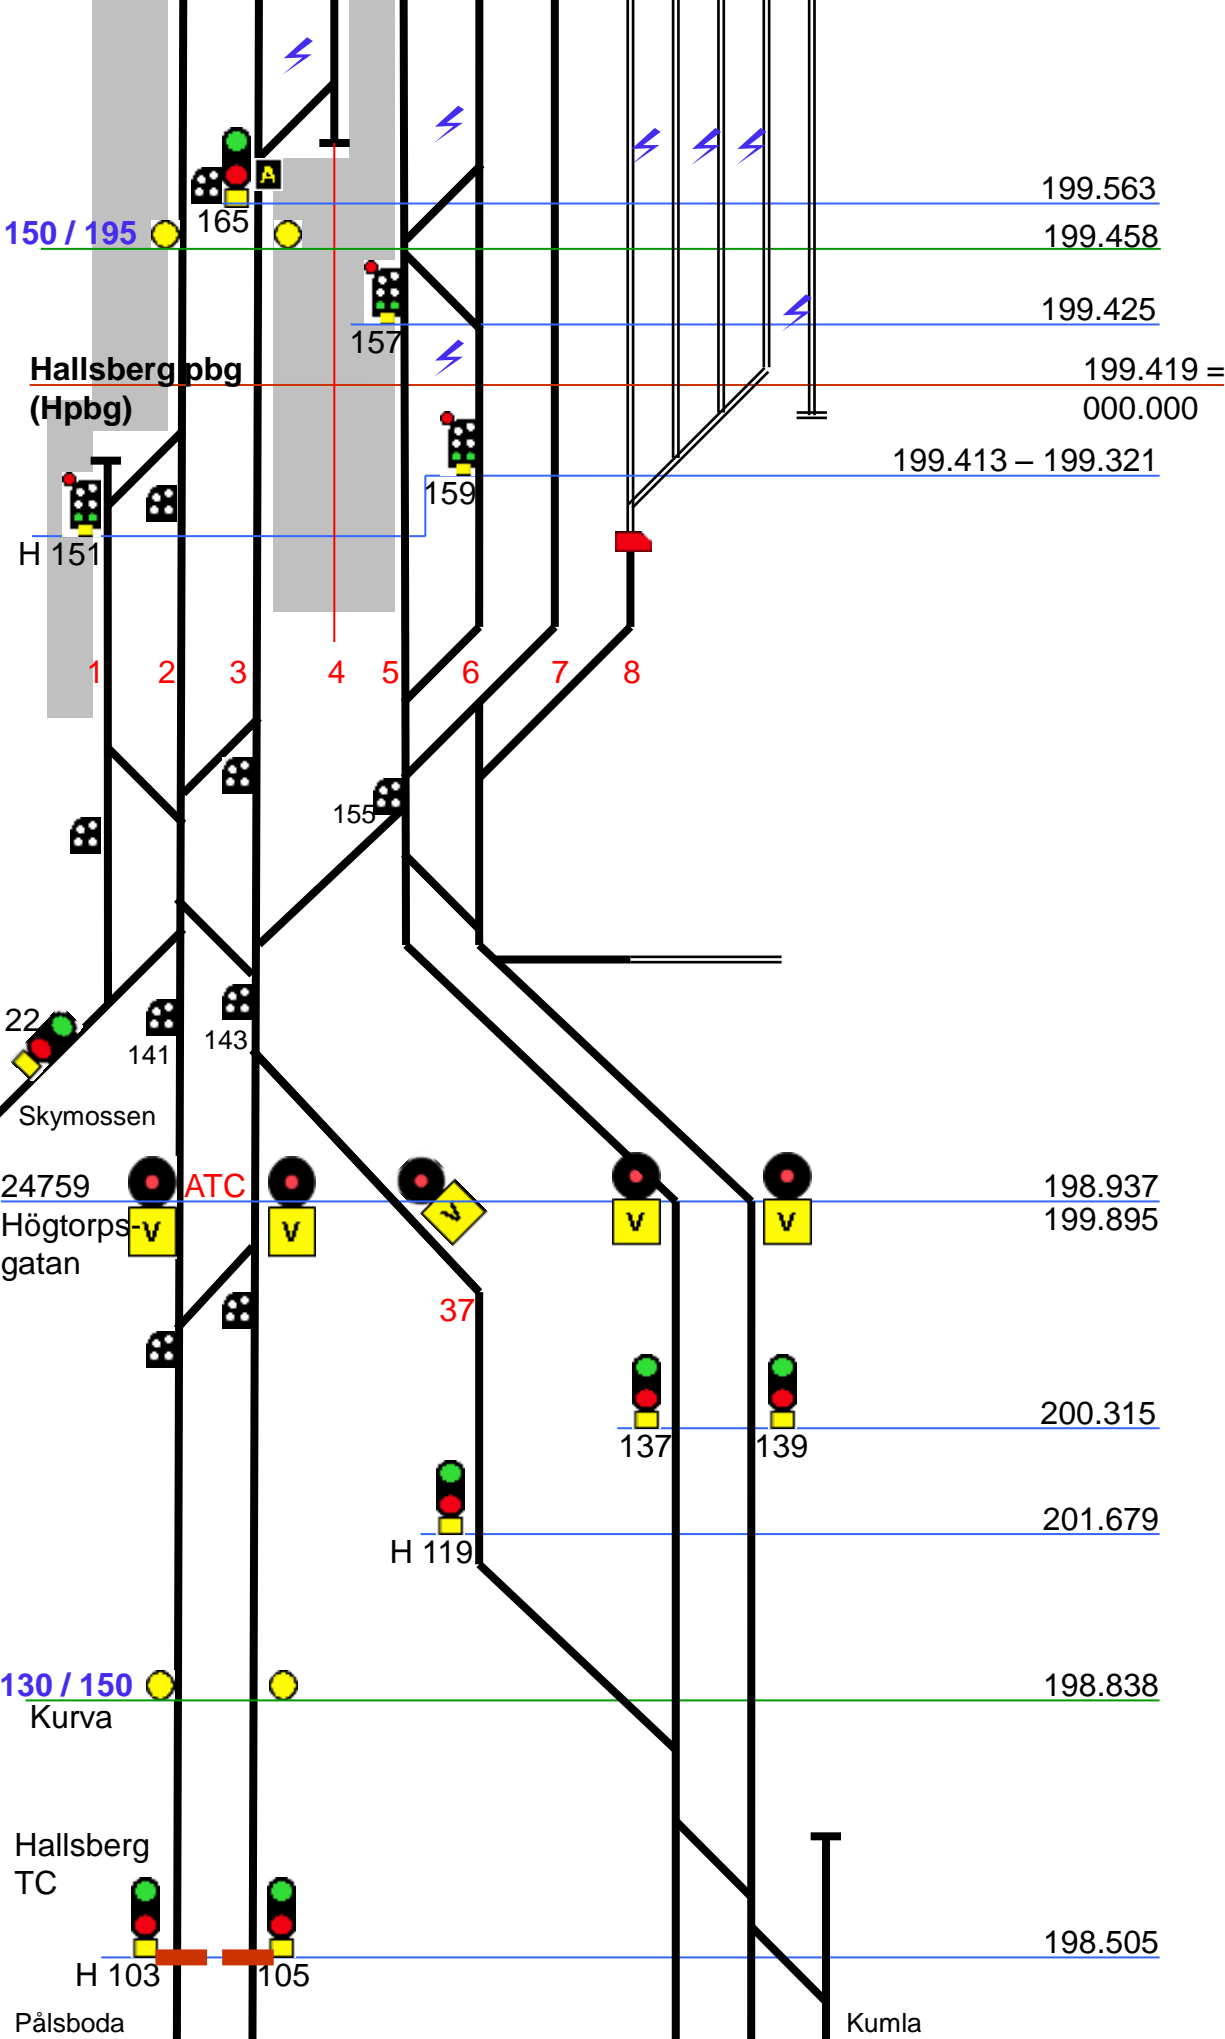 A
199.563
165
150 / 195
199.458
199.425
157
Hallsberg pbg
199.419 =
(Hpbg)
000.000
199.413 – 199.321
159
H 151
1 2 3 4 5 6 7 8
155
22
143
141
Skymossen
24759 ATC
198.937
Högtorps-
V V V V V
199.895
gatan
37
200.315
137 139
201.679
H 119
130 / 150
198.838
Kurva
Hallsberg
TC
198.505
H 103 105
Pålsboda
Kumla